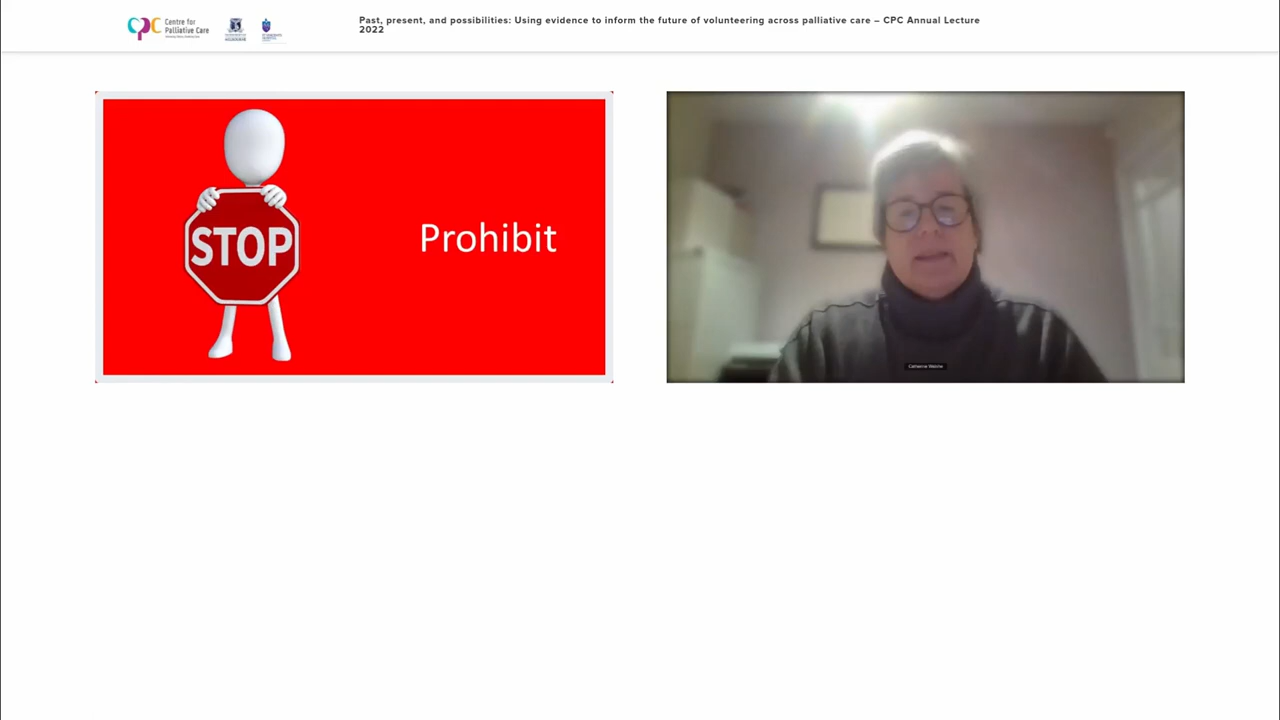 Centre for
Palliative Care
Past, present, and possibilities: Using evidence to inform the future of volunteering across palliative care – CPC Annual Lecture
2022
STOP
Prohibit